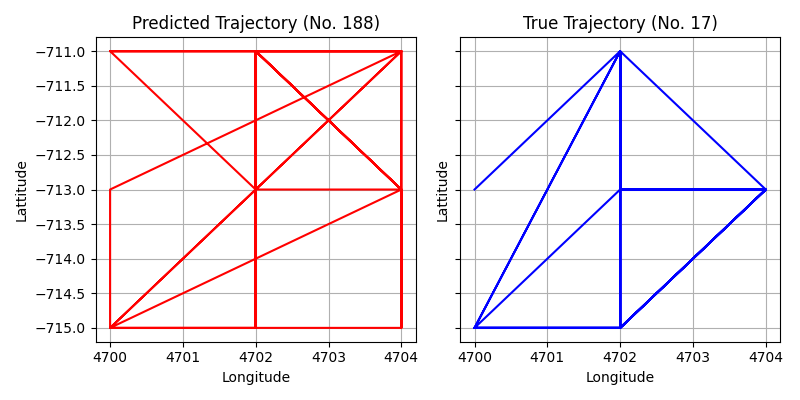 Predicted Trajectory (No. 188)
True Trajectory (No. 17)
Lattitude
−711.0
−711.5
−712.0
−712.5
−713.0
−713.5
−714.0
−714.5
−715.0
4700 4701 4702 4703 4704
Longitude
Lattitude
4700 4701 4702 4703 4704
Longitude